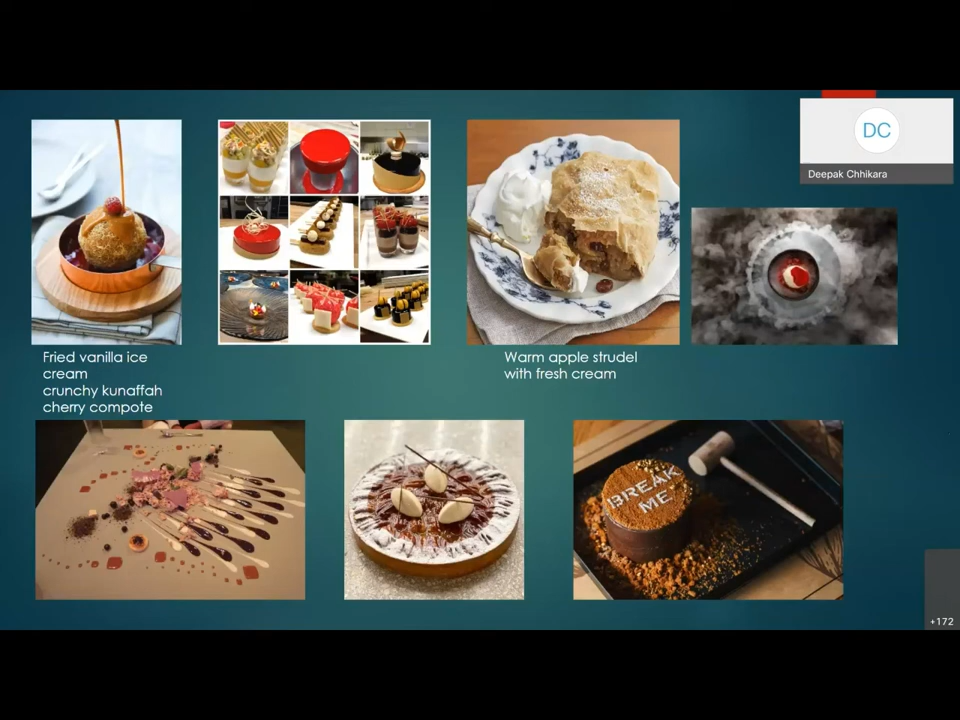 DC
Deepak Chhikara
Fried vanilla ice
cream
crunchy kunaffah
cherry compote
Warm apple strudel
with fresh cream
BREAK
ME
+172